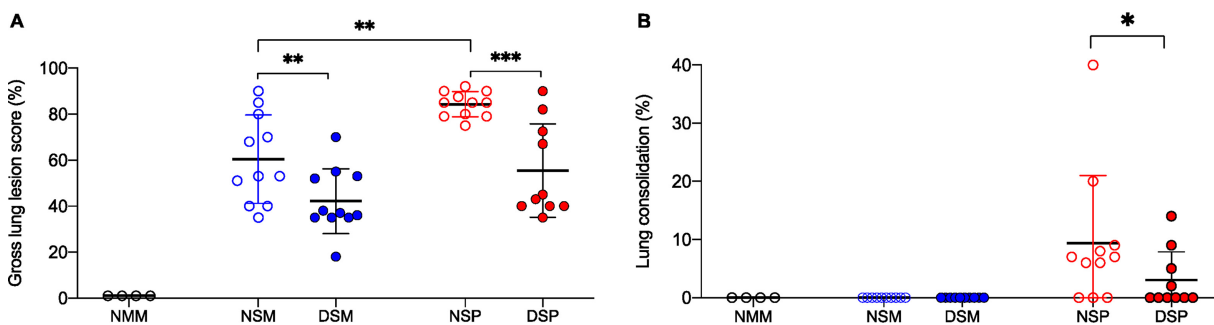 A
Gross lung lesion score (%)
100
80
60
40
20
0
**
**
***
NMM NSM DSM NSP DSP
B
Lung consolidation (%)
40
30
20
10
0
*
NMM NSM DSM NSP DSP